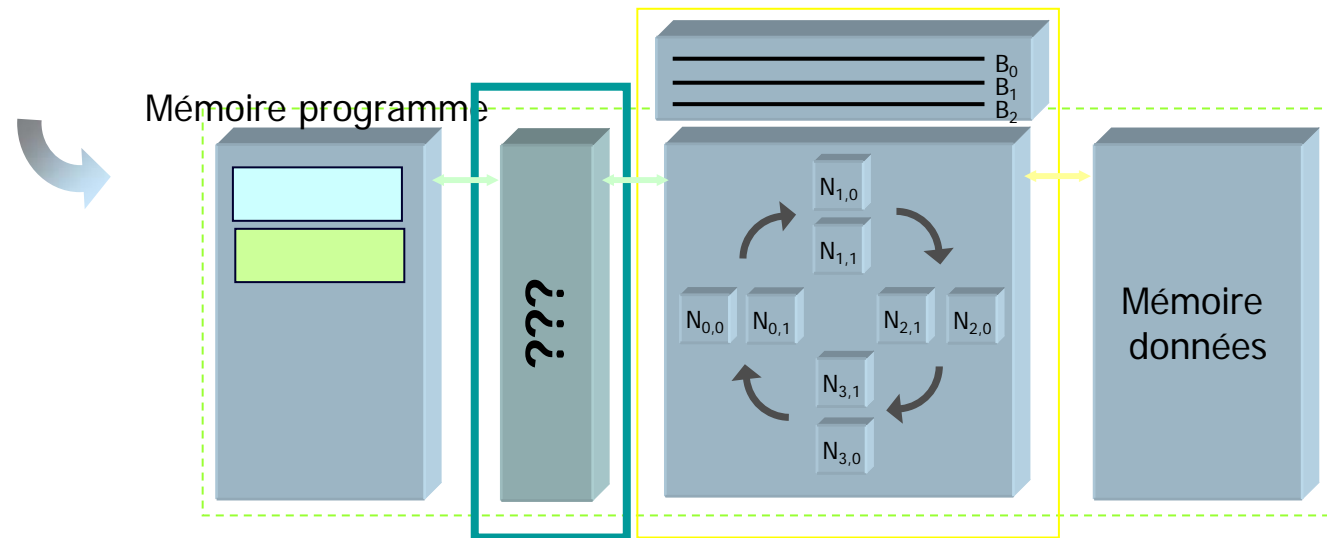 B0
B1
B2
Mémoire programme
???
N1,0
N1,1
N0,0 N0,1 N2,1 N2,0
N3,1
N3,0
Mémoire
données